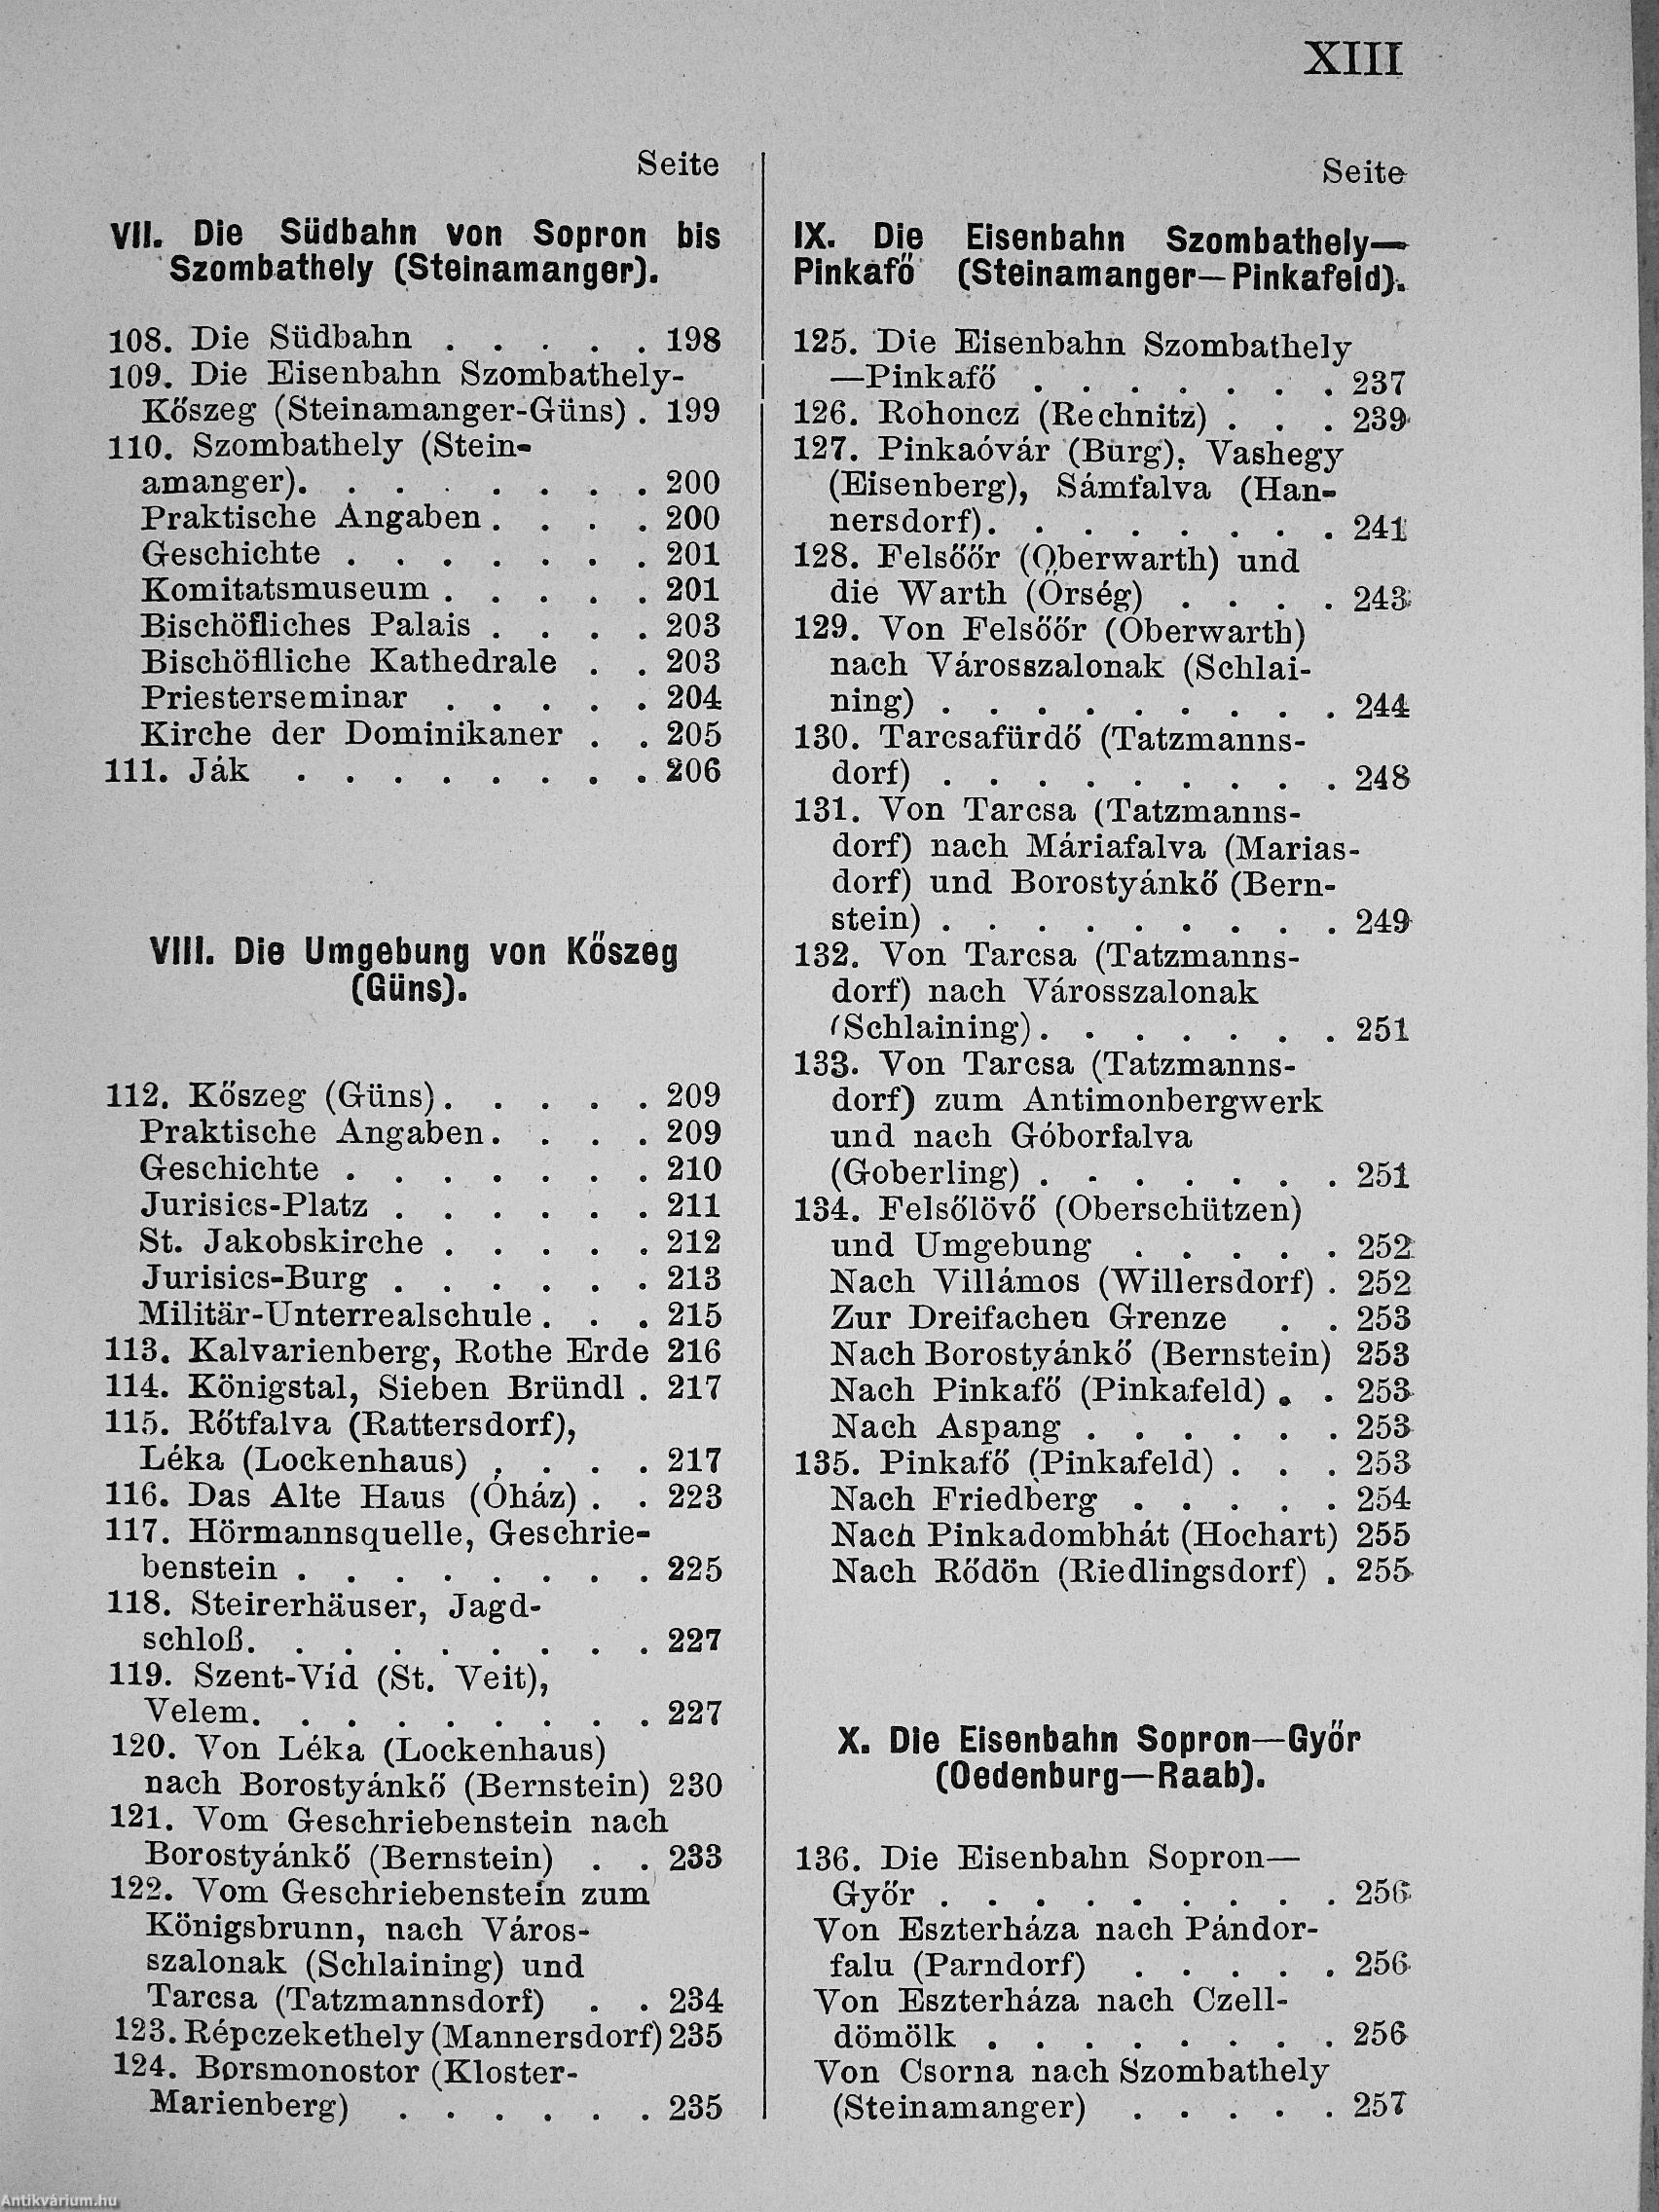 XIII
Seite
VII. Die Südbahn von Sopron bis
Szombathely (Steinamanger).
108. Die Südbahn . . . . . 198
109. Die Eisenbahn Szombathely-
Kőszeg (Steinamanger-Güns) . 199
110. Szombathely (Stein-
amanger). . . . . . . . 200
Praktische Angaben. . . . 200
Geschichte . . . . . . . 201
Komitatsmuseum . . . . . 201
Bischöfliches Palais . . . . 203
Bischöflliche Kathedrale . . 203
Priesterseminar . . . . . 204
Kirche der Dominikaner . . 205
111. Ják . . . . . . . . 206
VIII. Die Umgebung von Kőszeg
(Güns).
112. Kőszeg (Güns). . . . . 209
Praktische Angaben. . . . 209
Geschichte . . . . . . . 210
Jurisics-Platz . . . . . . 211
St. Jakobskirche . . . . . 212
Jurisics-Burg . . . . . . 213
Militär-Unterrealschule . . . 215
113. Kalvarienberg, Rothe Erde 216
114. Königstal, Sieben Bründl . 217
115. Rőtfalva (Rattersdorf),
Léka (Lockenhaus) . . . . 217
116. Das Alte Haus (Óház) . . 223
117. Hörmannsquelle, Geschrie-
benstein . . . . . . . . 225
118. Steirerhäuser, Jagd-
schloß. . . . . . . . . 227
119. Szent-Víd (St. Veit),
Velem. . . . . . . . . 227
120. Von Léka (Lockenhaus)
nach Borostyánkő (Bernstein) 230
121. Vom Geschriebenstein nach
Borostyánkő (Bernstein) . . 233
122. Vom Geschriebenstein zum
Königsbrunn, nach Város-
szalonak (Schlaining) und
Tarcsa (Tatzmannsdorf) . . 234
123. Répczekethely (Mannersdorf) 235
124. Borsmonostor (Kloster-
Marienberg) . . . . . . 235
Seite
IX. Die Eisenbahn Szombathely—
Pinkafő (Steinamanger—Pinkafeld).
125. Die Eisenbahn Szombathely
—Pinkafő . . . . . . . 237
126. Rohoncz (Rechnitz) . . . 239
127. Pinkaóvár (Burg), Vashegy
(Eisenberg), Sámfalva (Han-
nersdorf). . . . . . . . 241
128. Felsőőr (Oberwarth) und
die Warth (Őrség) . . . . 243
129. Von Felsőőr (Oberwarth)
nach Városszalonak (Schlai-
ning) . . . . . . . . . 244
130. Tarcsafürdő (Tatzmanns-
dorf) . . . . . . . . . 248
131. Von Tarcsa (Tatzmanns-
dorf) nach Máriafalva (Marias-
dorf) und Borostyánkő (Bern-
stein) . . . . . . . . . 249
132. Von Tarcsa (Tatzmanns-
dorf) nach Városszalonak
(Schlaining). . . . . . . 251
133. Von Tarcsa (Tatzmanns-
dorf) zum Antimonbergwerk
und nach Góborfalva
(Goberling) . . . . . . . 251
134. Felsőlövő (Oberschützen)
und Umgebung . . . . . 252
Nach Villámos (Willersdorf) . 252
Zur Dreifachen Grenze . . 253
Nach Borostyánkő (Bernstein) 253
Nach Pinkafő (Pinkafeld) . . 253
Nach Aspang . . . . . . 253
135. Pinkafő (Pinkafeld) . . . 253
Nach Friedberg . . . . . 254
Nach Pinkadombhát (Hochart) 255
Nach Rődön (Riedlingsdorf) . 255
X. Die Eisenbahn Sopron—Győr
(Oedenburg—Raab).
136. Die Eisenbahn Sopron—
Győr . . . . . . . . . 256
Von Eszterháza nach Pándor-
falu (Parndorf) . . . . . 256
Von Eszterháza nach Czell-
dömölk . . . . . . . . 256
Von Csorna nach Szombathely
(Steinamanger) . . . . . 257
Antikvárium.hu